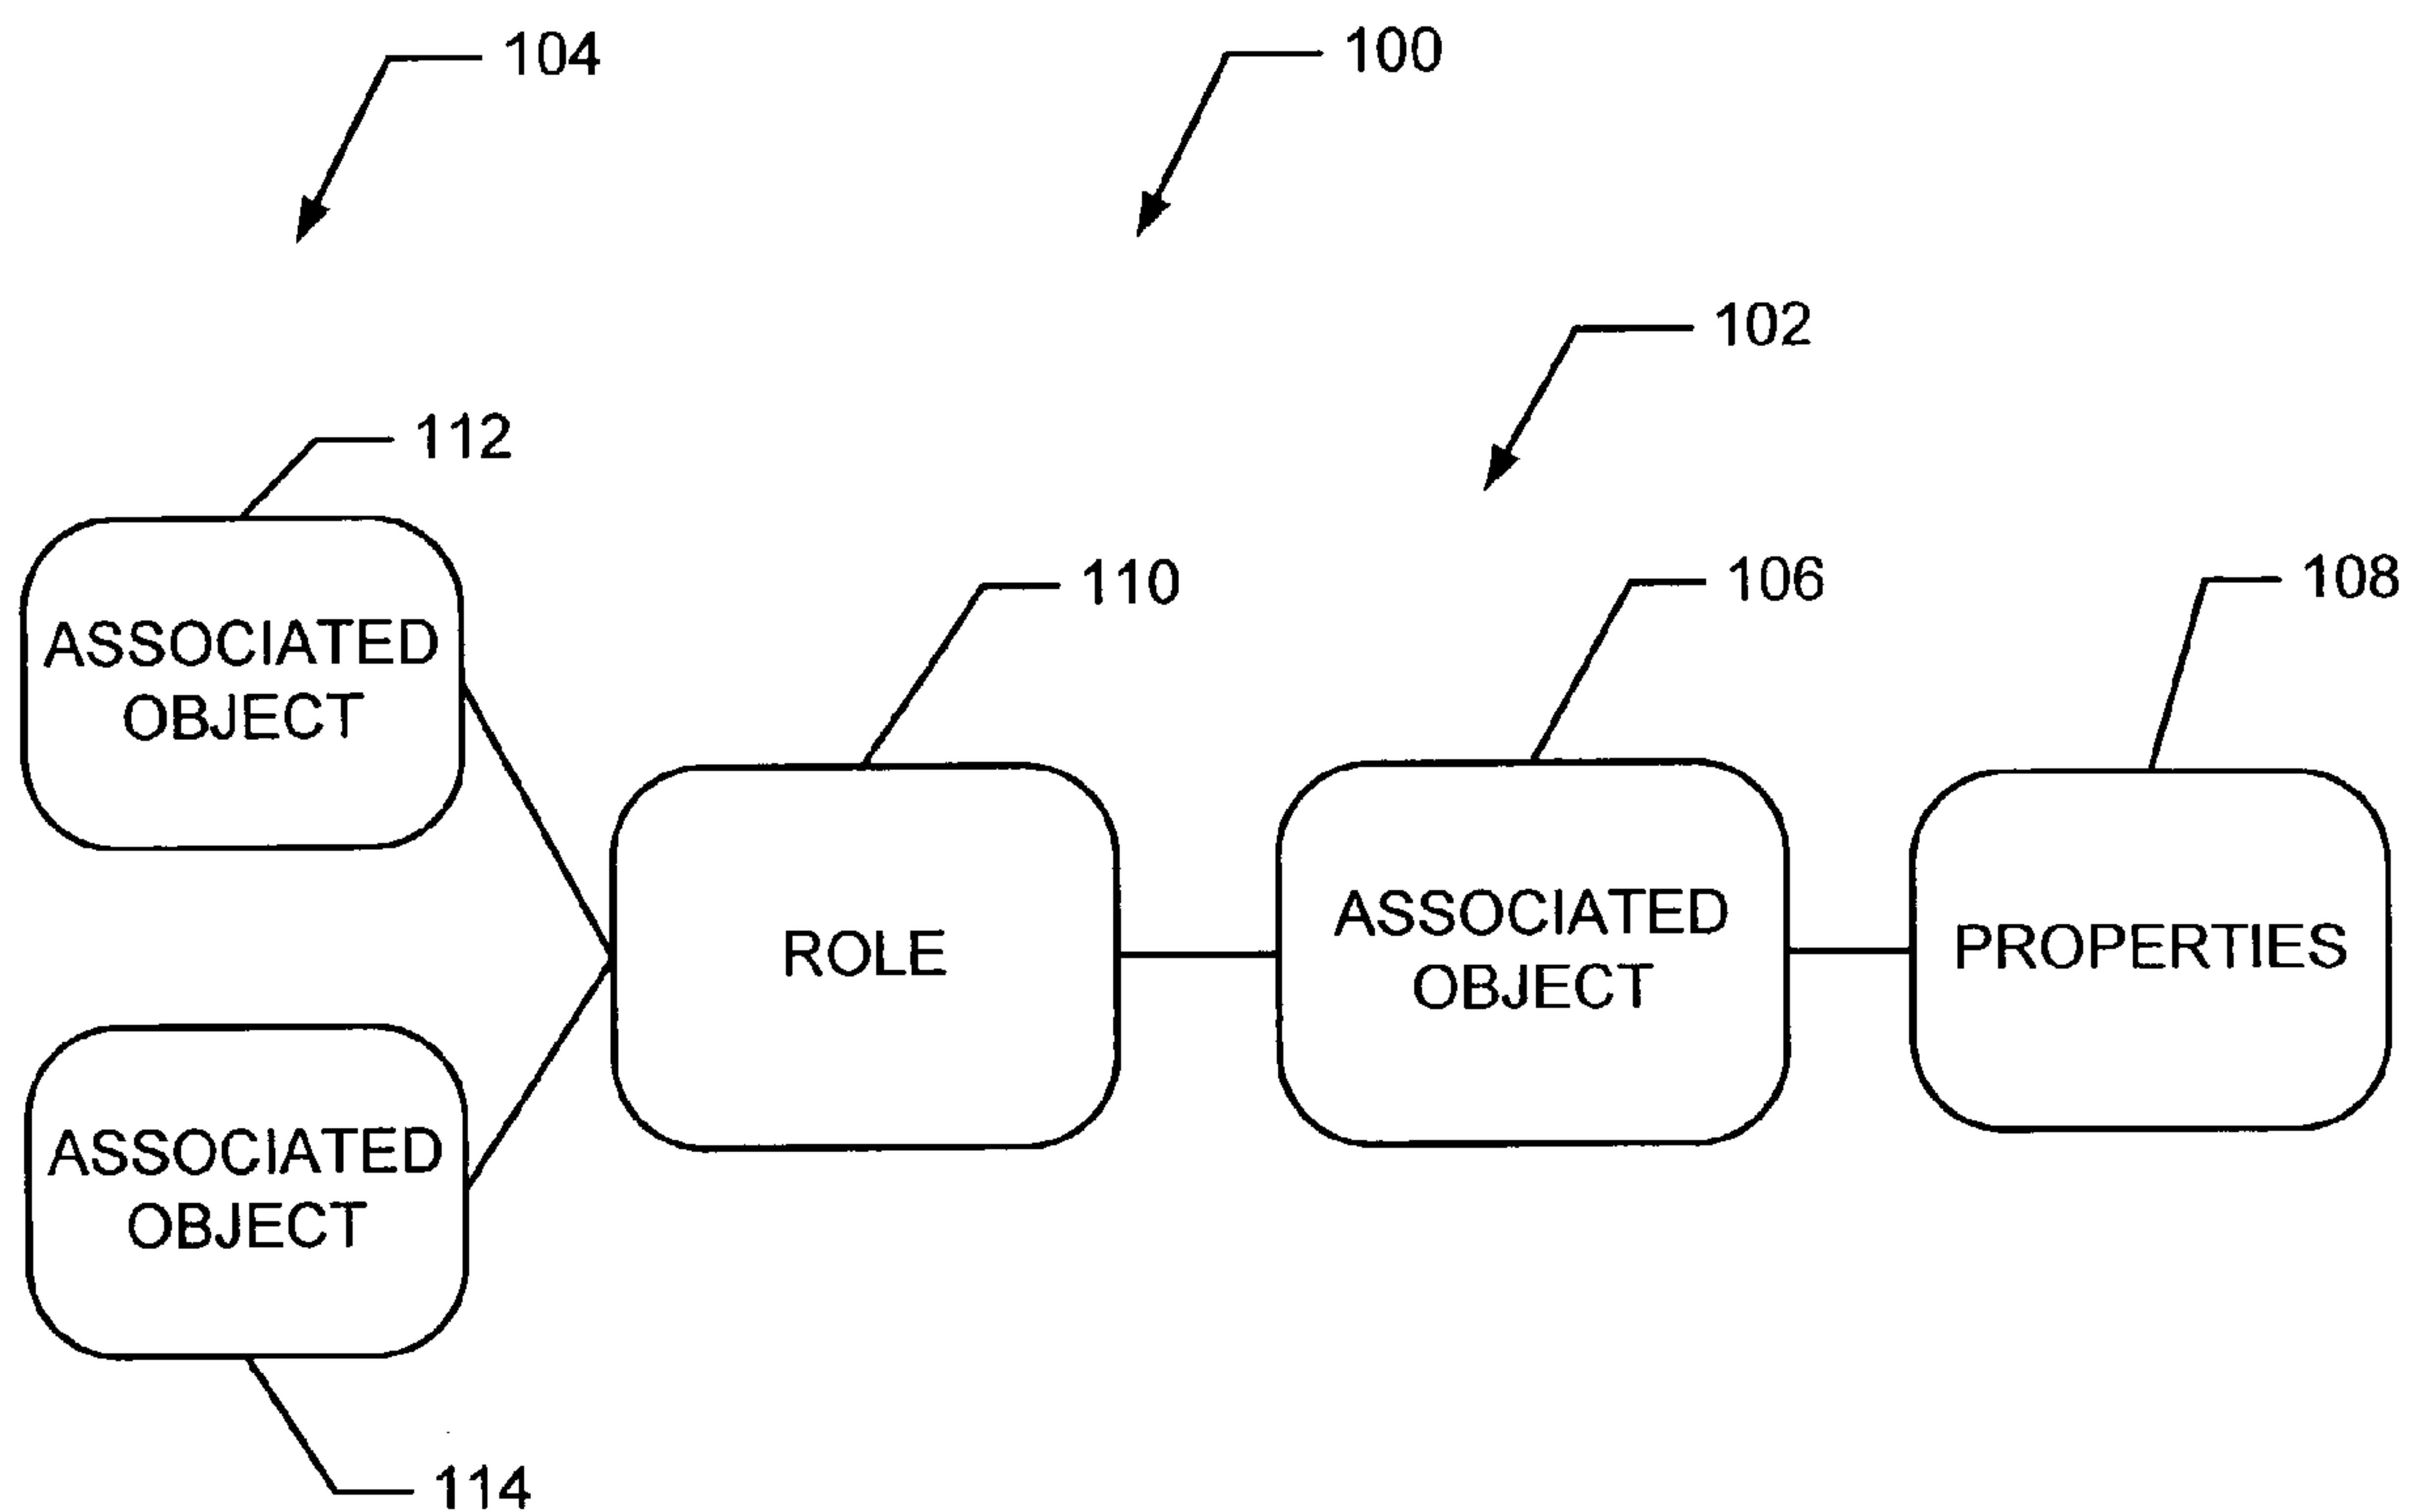 104
100
102
112
110
106
108
ASSOCIATED
OBJECT
ROLE
ASSOCIATED
OBJECT
PROPERTIES
ASSOCIATED
OBJECT
114